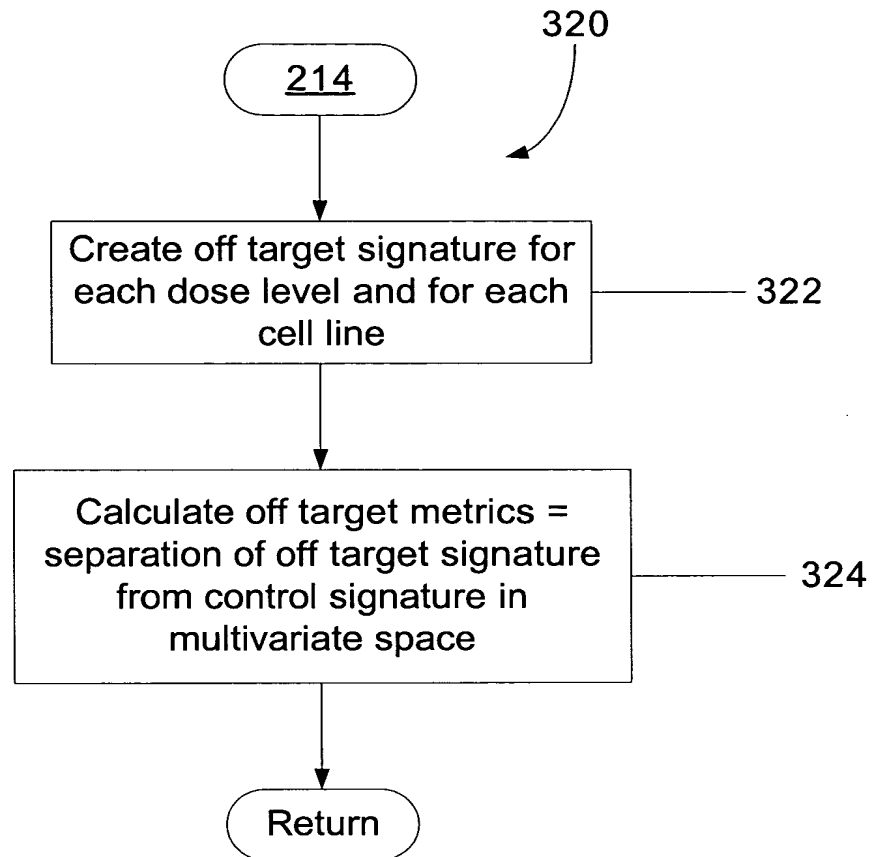 320
214
Create off target signature for
each dose level and for each
cell line
322
Calculate off target metrics =
separation of off target signature
from control signature in
multivariate space
324
Return